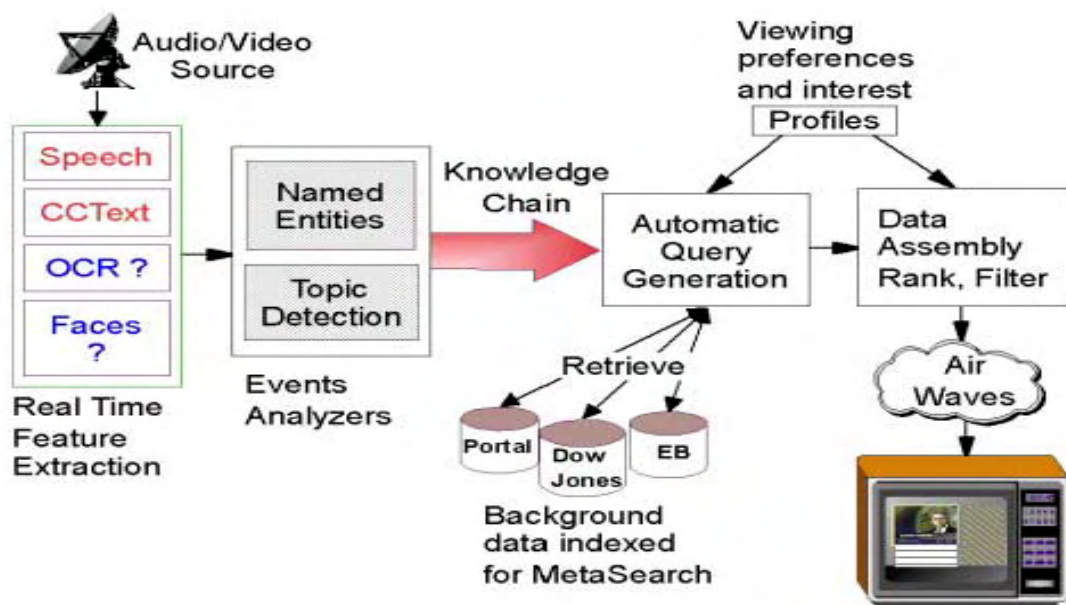 Audio/Video
Source
Speech
CCText
OCR ?
Faces
?
Real Time
Feature
Extraction
Named
Entities
Topic
Detection
Events
Analyzers
Knowledge
Chain
Viewing
preferences
and interest
Profiles
Automatic
Query
Generation
Data
Assembly
Rank, Filter
Retrieve
Portal
Dow
Jones
EB
Background
data indexed
for MetaSearch
Air
Waves